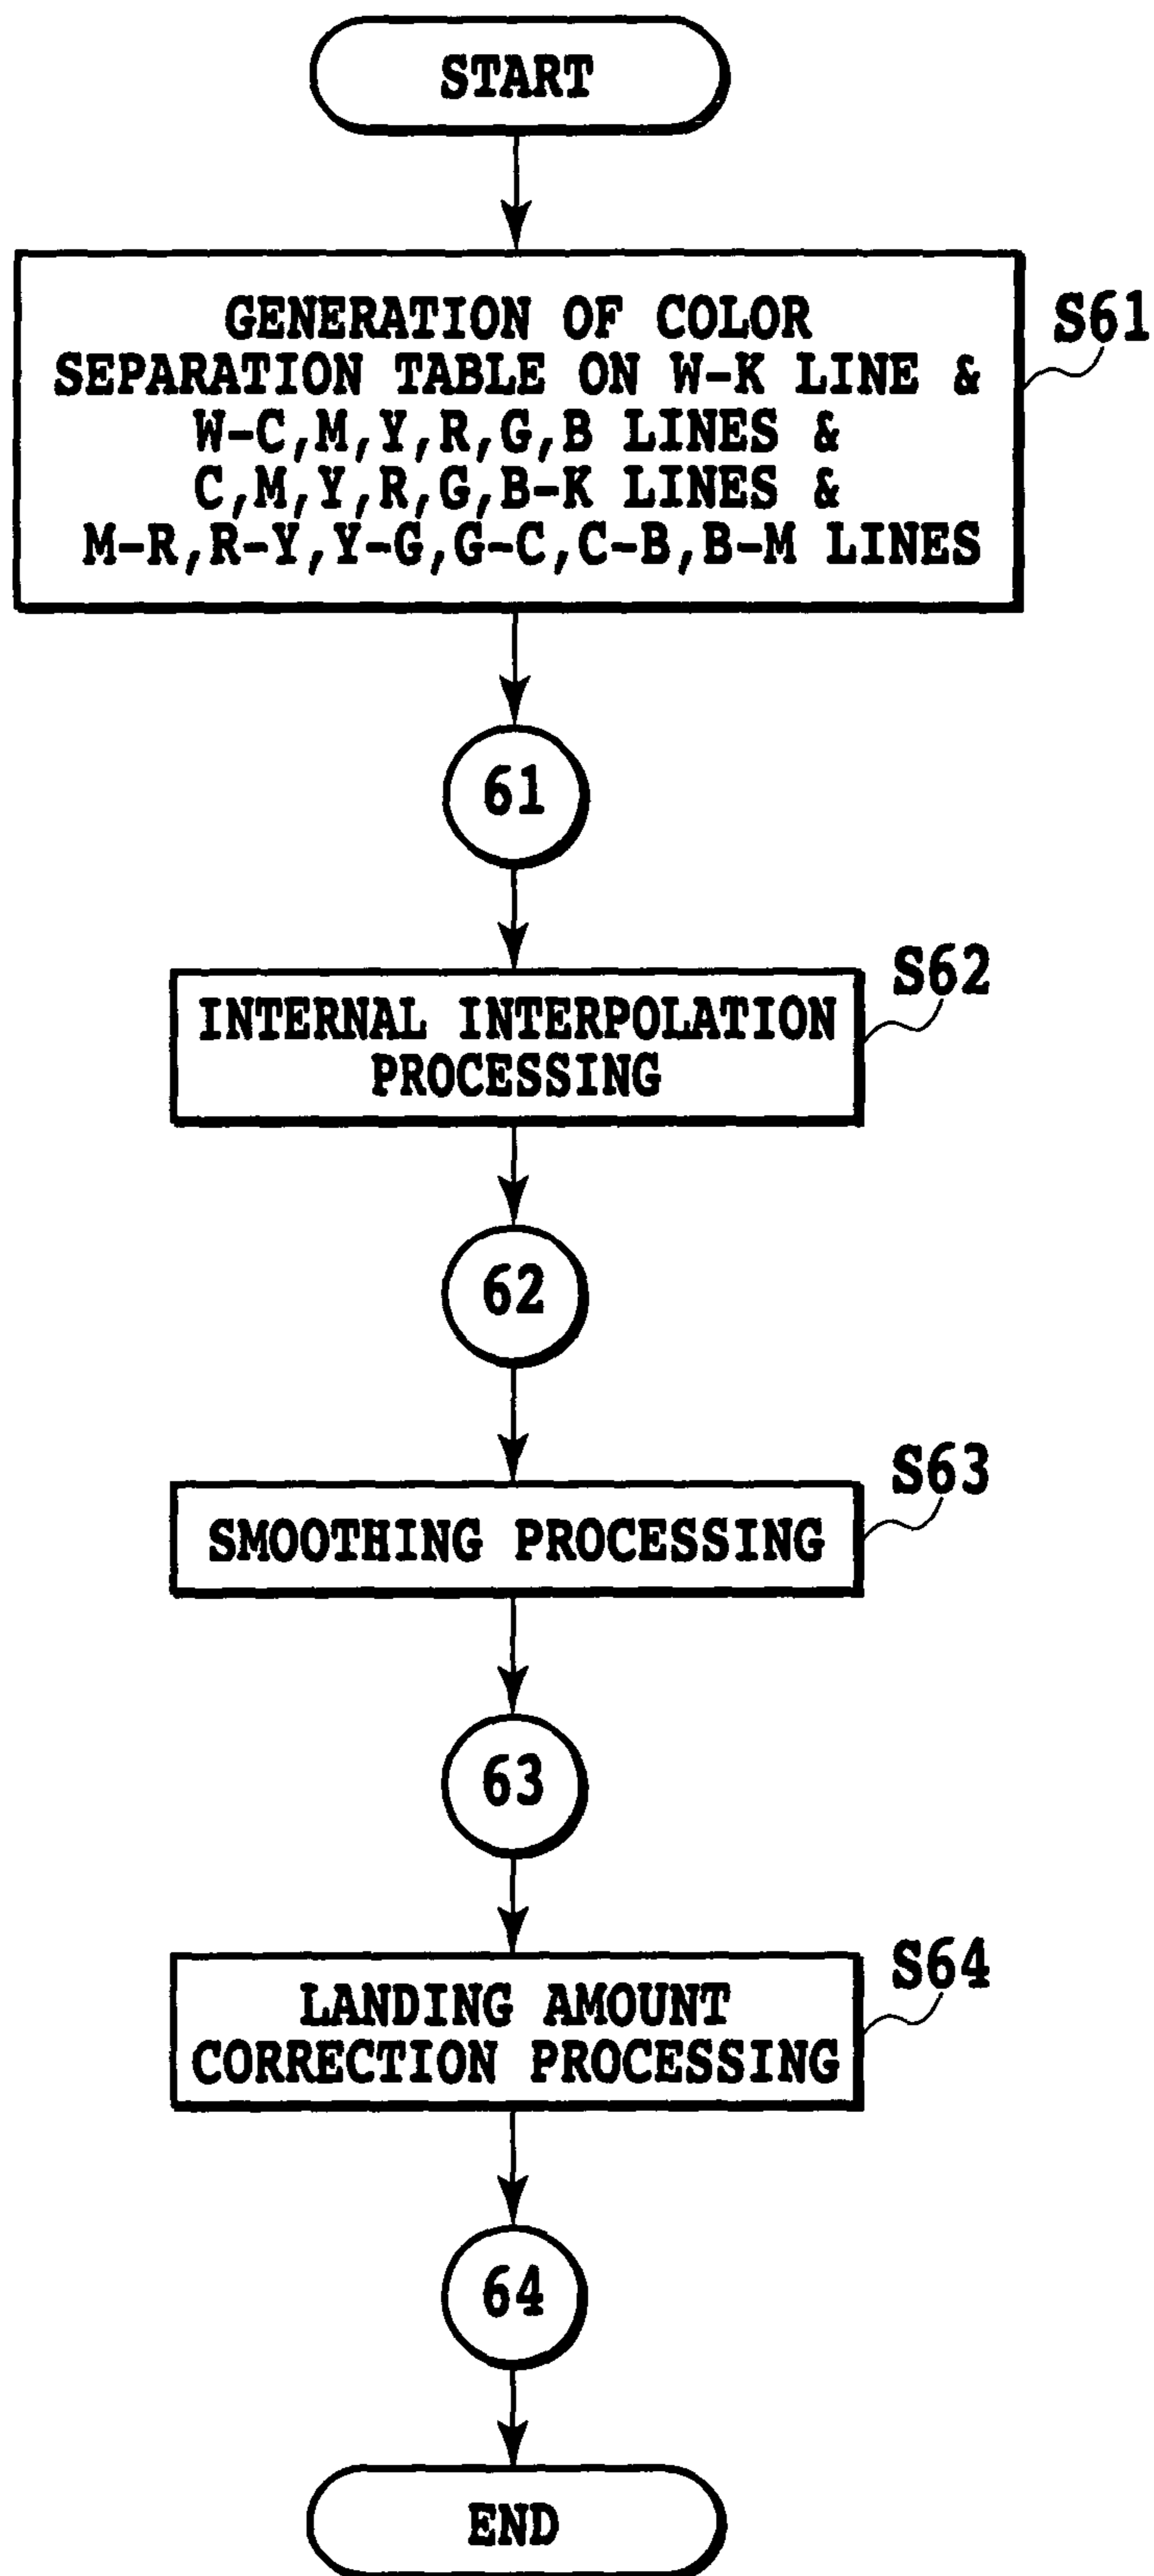 START
GENERATION OF COLOR
SEPARATION TABLE ON W-K LINE &
W-C,M,Y,R,G,B LINES &
C,M,Y,R,G,B-K LINES &
M-R,R-Y,Y-G,G-C,C-B,B-M LINES
S61
61
S62
INTERNAL INTERPOLATION
PROCESSING
62
S63
SMOOTHING PROCESSING
63
S64
LANDING AMOUNT
CORRECTION PROCESSING
64
END